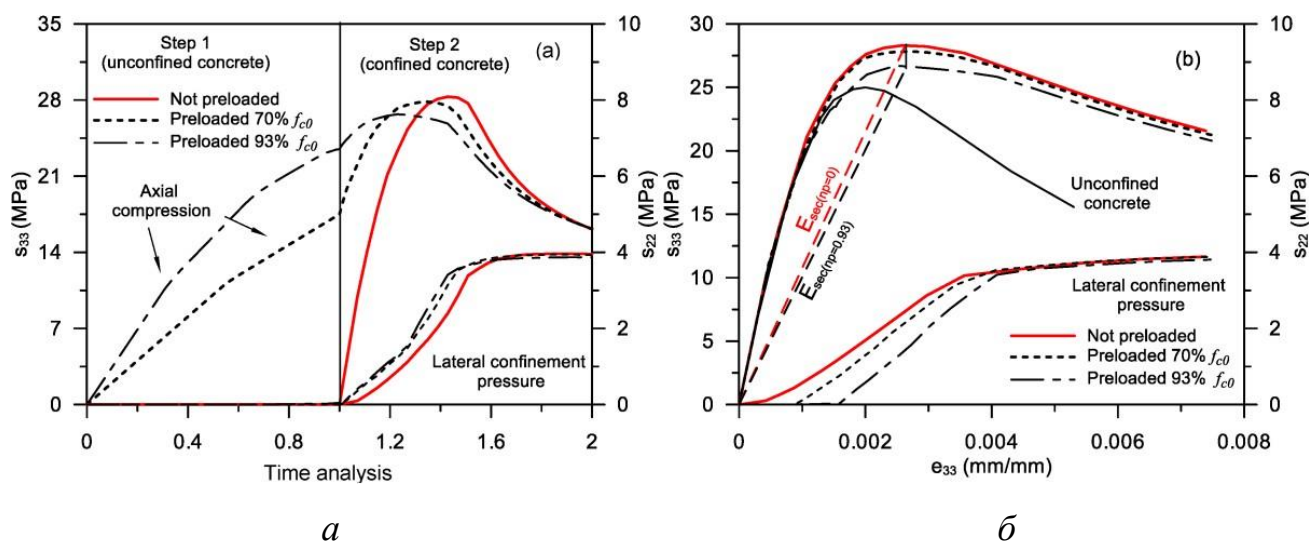 35
28
21
14
7
0
s33 (MPa)
Step 1
(unconfined concrete)
Step 2
(confined concrete)
(a)
Not preloaded
Preloaded 70% fc0
Preloaded 93% fc0
Axial
compression
Lateral confinement
pressure
10
8
6
4
2
0
s22 (MPa)
0
0.4
0.8
1.2
1.6
2
Time analysis
а
30
25
20
15
10
5
0
s33 (MPa)
(b)
Esec(np=0)
Esec(np=0.93)
Unconfined
concrete
Lateral confinement
pressure
Not preloaded
Preloaded 70% fc0
Preloaded 93% fc0
10
8
6
4
2
0
s22 (MPa)
0
0.002
0.004
0.006
0.008
e33 (mm/mm)
б